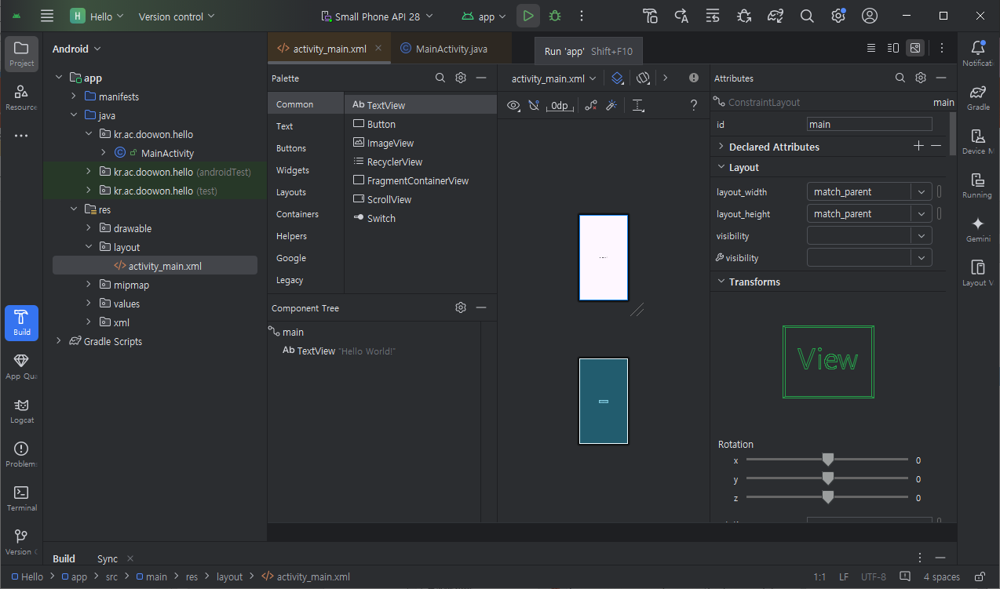 H Hello Version control Small Phone API 28 app
Project
Resource
Build
App Qua
Logcat
Problems
Terminal
Version C
Android
app
manifests
java
kr.ac.doowon.hello
MainActivity
kr.ac.doowon.hello (androidTest)
kr.ac.doowon.hello (test)
res
drawable
layout
activity_main.xml
mipmap
values
xml
Gradle Scripts
activity_main.xml MainActivity.java
Run 'app' Shift+F10
Palette
Common
Text
Buttons
Widgets
Layouts
Containers
Helpers
Google
Legacy
Ab TextView
Button
ImageView
RecyclerView
FragmentContainerView
ScrollView
Switch
Component Tree
main
Ab TextView "Hello World!"
activity_main.xml
0dp ?
Attributes
ConstraintLayout main
id main
Declared Attributes
Layout
layout_width match_parent
layout_height match_parent
visibility
visibility
Transforms
View
Rotation
x 0
y 0
z 0
Notificati
Gradle
Device M
Running
Gemini
Layout V
Build Sync
Hello app src main res layout activity_main.xml 1:1 LF UTF-8 4 spaces